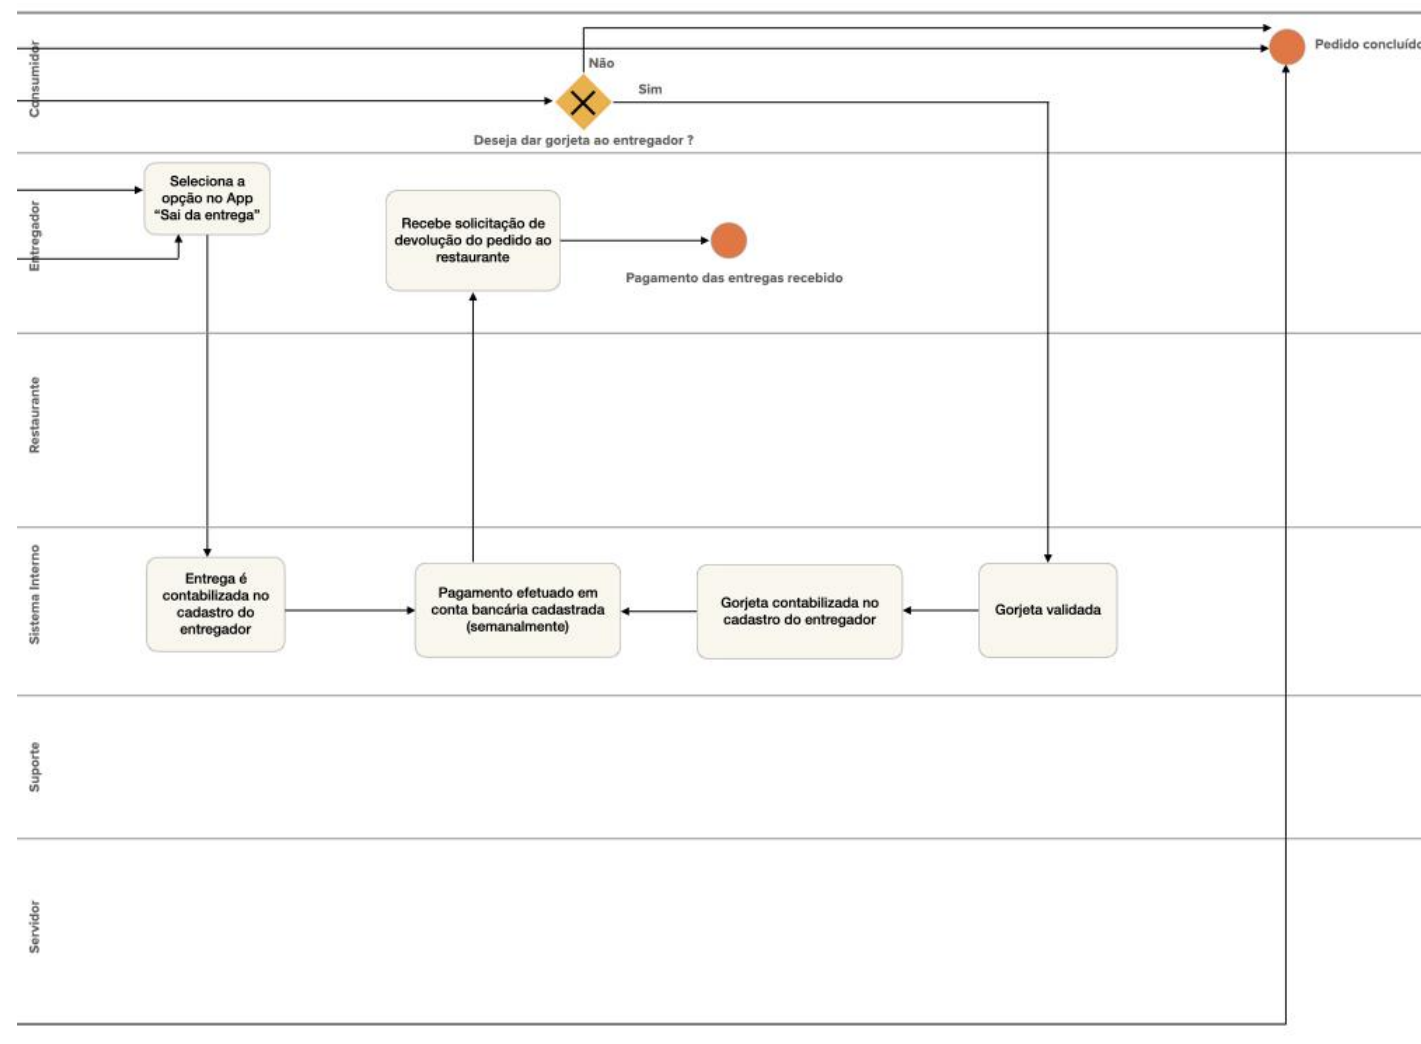 Consumidor
Pedido concluído
Não
Sim
Deseja dar gorjeta ao entregador ?
Entregador
Seleciona a
opção no App
“Sai da entrega”
Recebe solicitação de
devolução do pedido ao
restaurante
Pagamento das entregas recebido
Restaurante
Sistema Interno
Entrega é
contabilizada no
cadastro do
entregador
Pagamento efetuado em
conta bancária cadastrada
(semanalmente)
Gorjeta contabilizada no
cadastro do entregador
Gorjeta validada
Suporte
Servidor